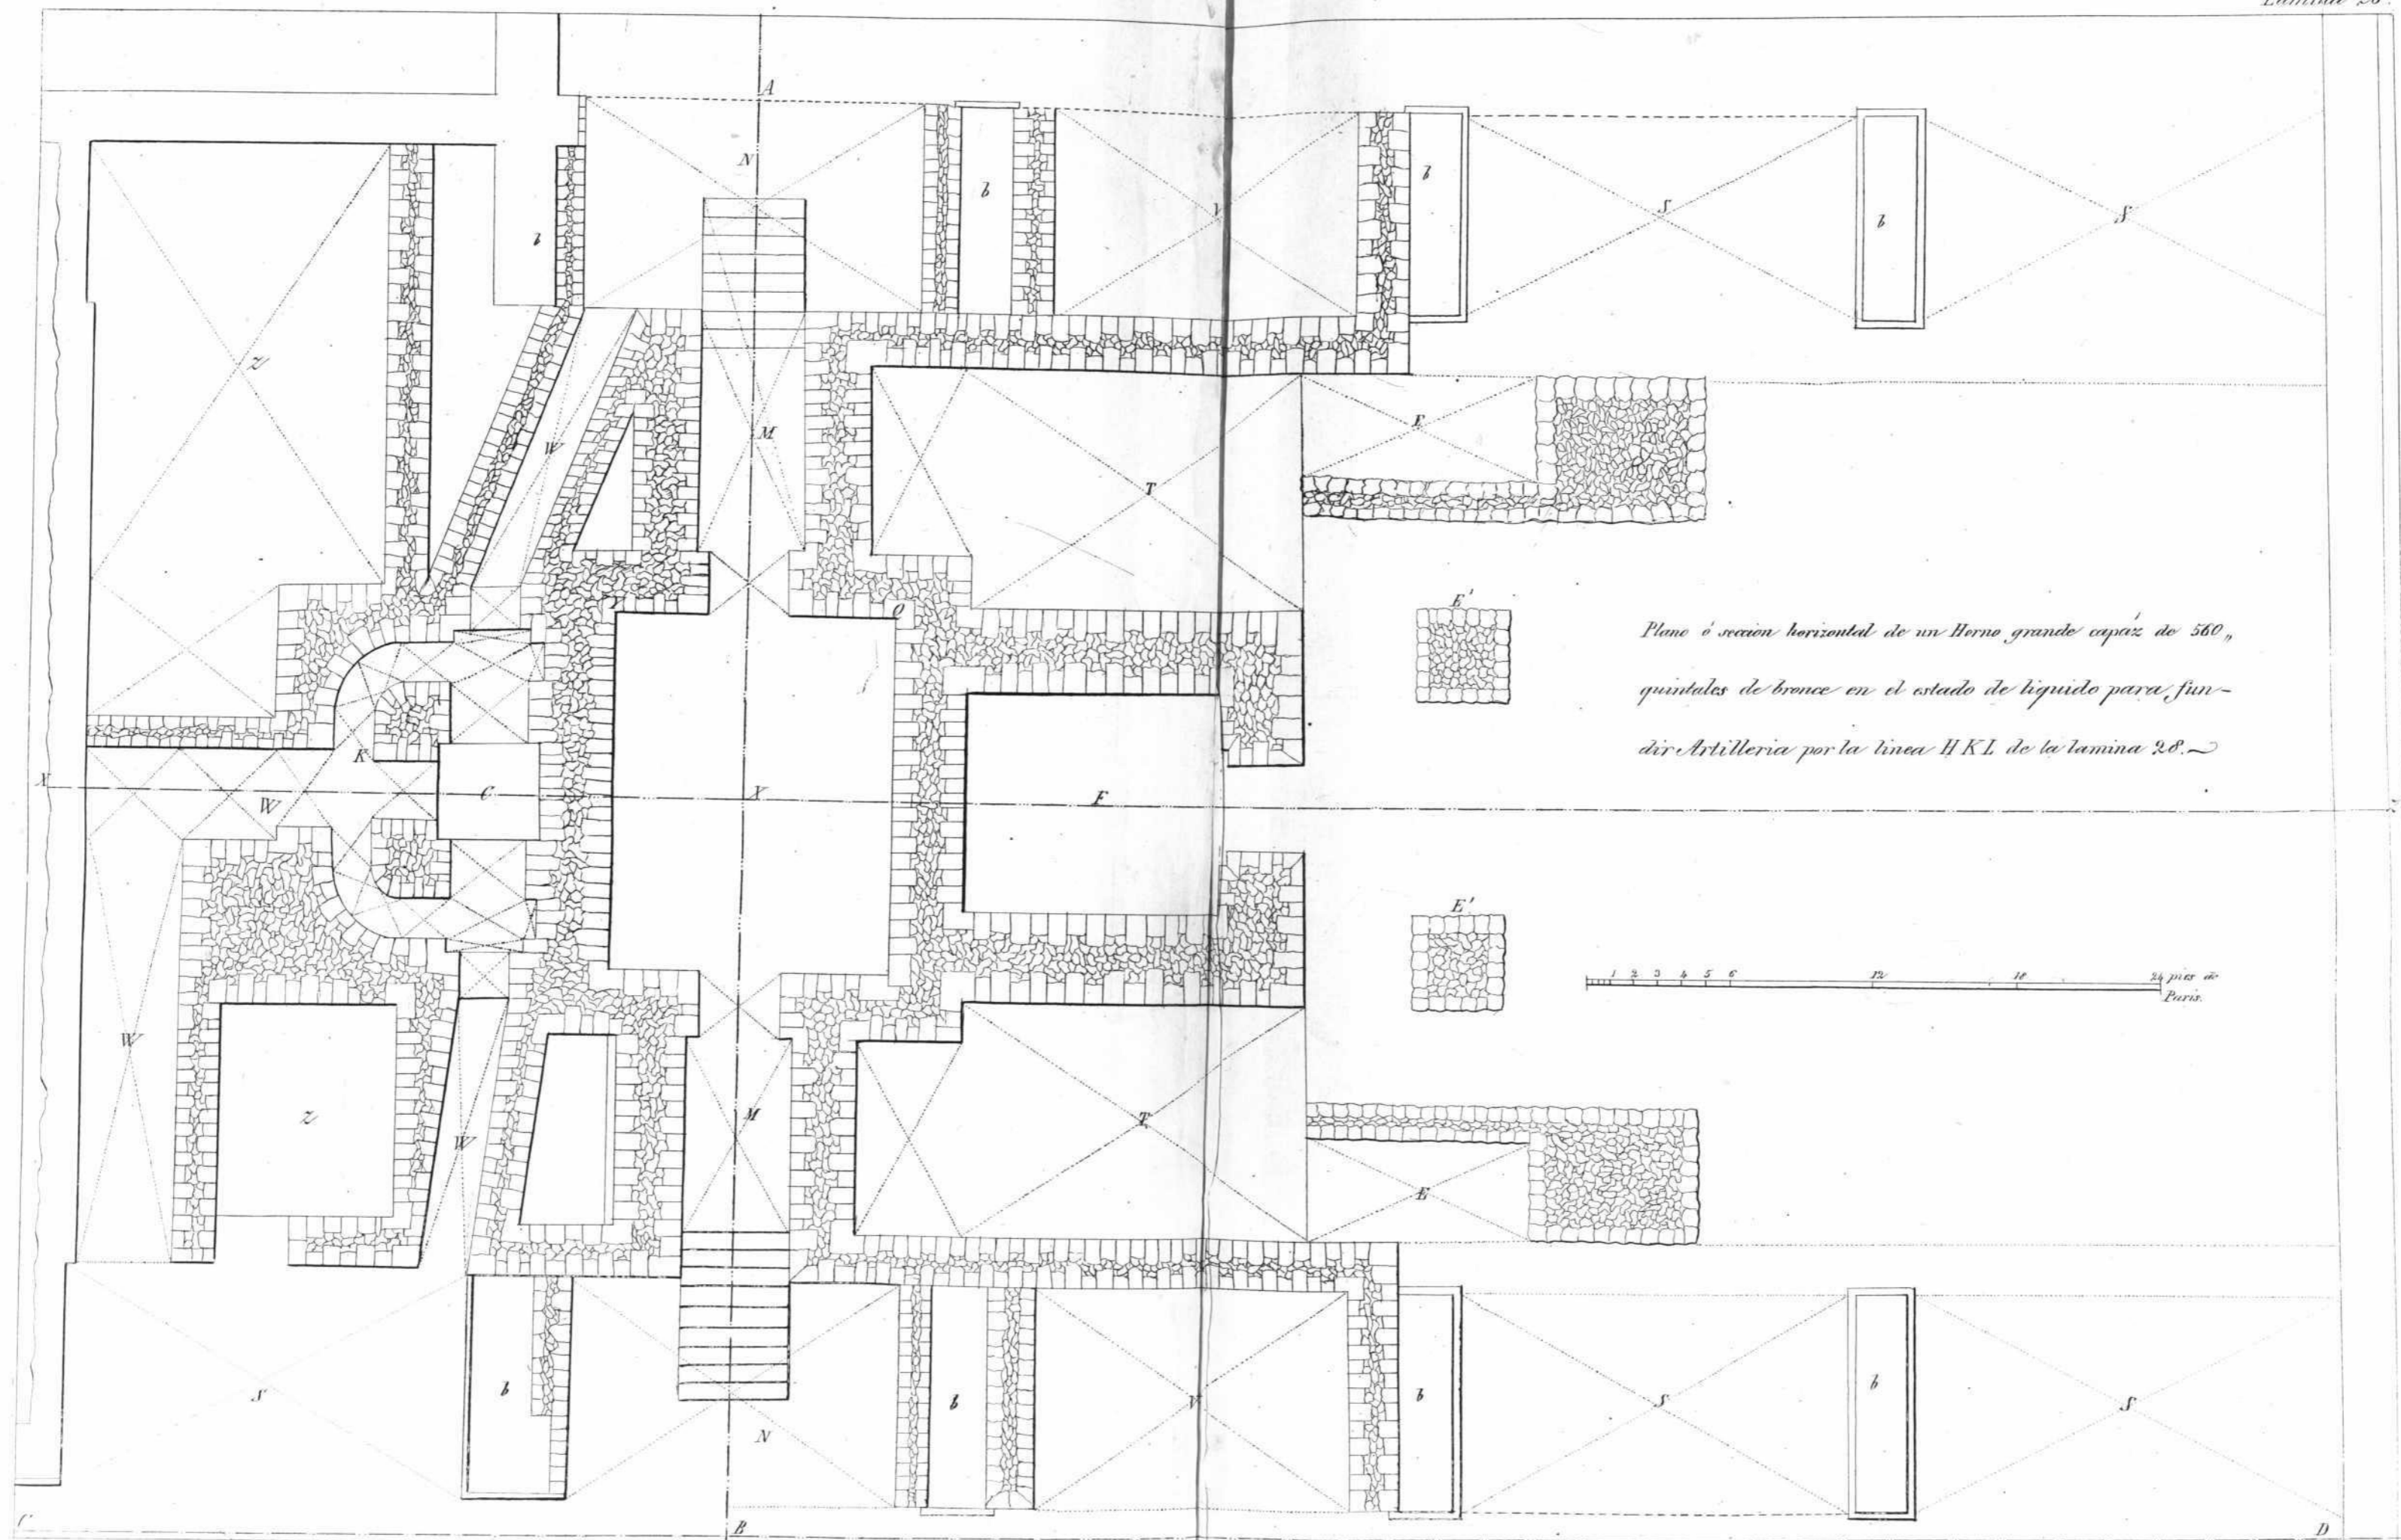 A
N
b
b
V
b
S
b
S
Z
W
M
T
E
Q
E'
Plano ó seccion horizontal de un Horno grande capáz de 560„
quintales de bronce en el estado de liquido para fun-
dir Artilleria por la linea HKI de la lamina 28.~
X
K
W
C
X
F
E'
1 2 3 4 5 6 12 18 24 pies de
Paris.
W
Z
W
M
T
E
S
b
N
b
V
b
S
b
S
C
B
D